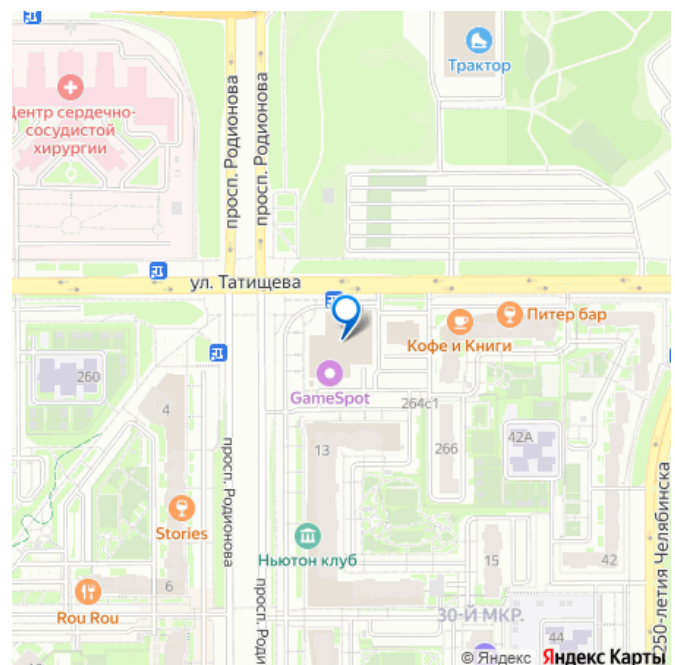 Трактор
Центр сердечно-
сосудистой
хирургии
просп. Родионова
просп. Родионова
ул. Татищева
Питер бар
Кофе и Книги
GameSpot
260
4
264с1
266
42А
13
просп. Родионова
Stories
Ньютон клуб
15
42
6
Rou Rou
просп. Роди
30-Й МКР.
44
250-летия Челябинска
© Яндекс Яндекс Карты